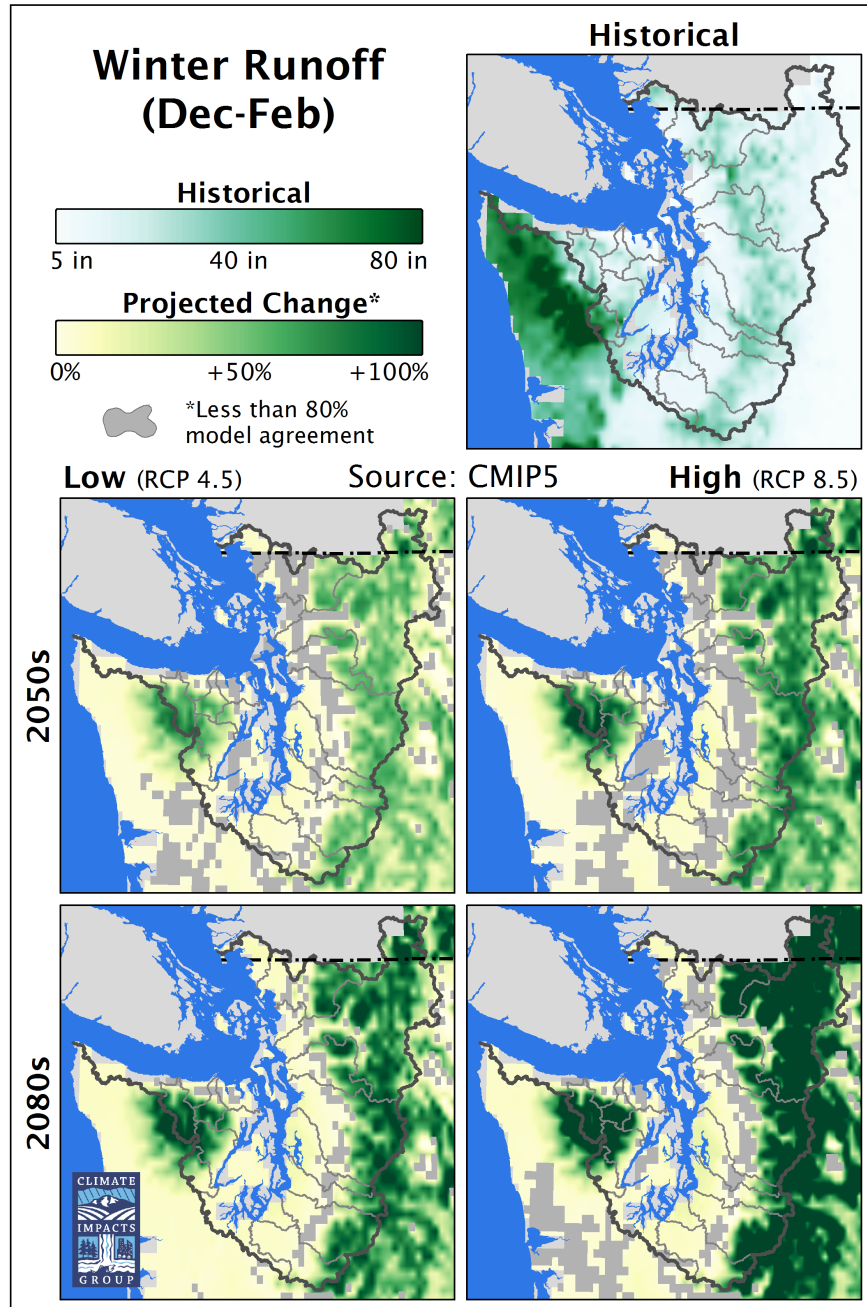 Winter Runoff
(Dec-Feb)
Historical
Historical
5 in 40 in 80 in
Projected Change*
0% +50% +100%
*Less than 80%
model agreement
Low (RCP 4.5) Source: CMIP5 High (RCP 8.5)
2050s
2080s
CLIMATE
IMPACTS
GROUP